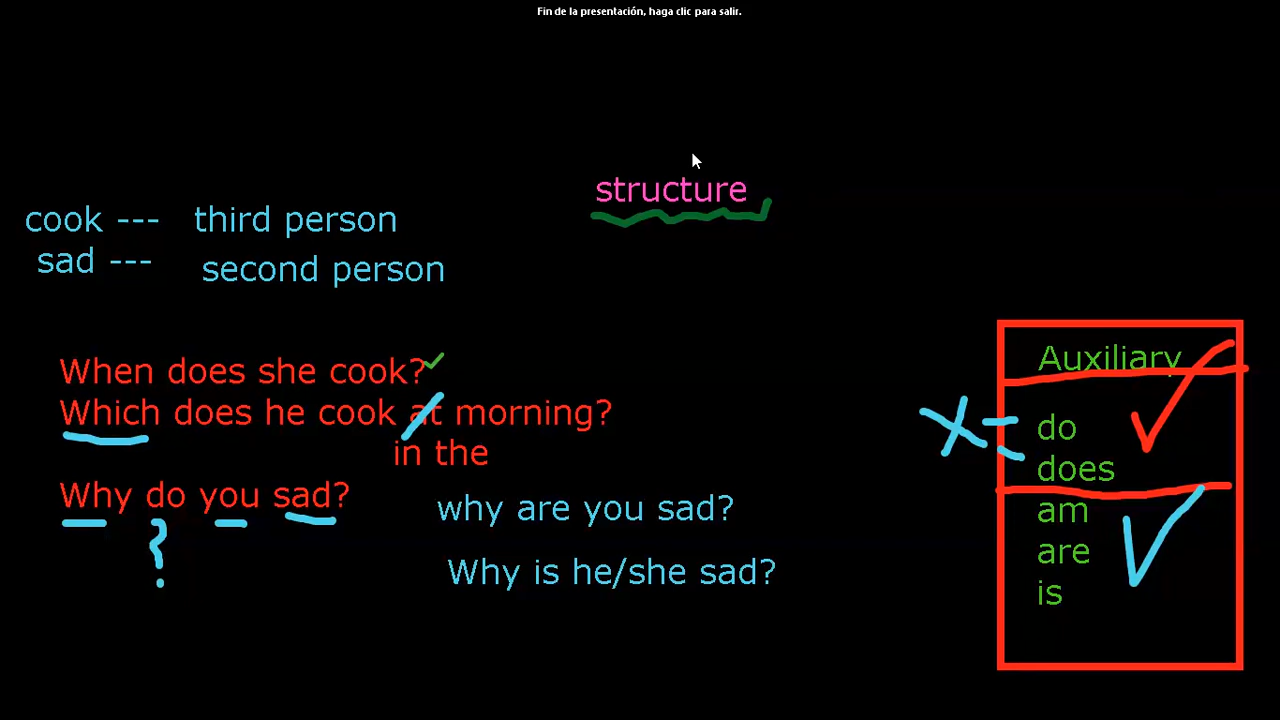 Fin de la presentación, haga clic para salir.
structure
cook --- third person
sad --- second person
When does she cook?
Which does he cook at morning?
in the
Why do you sad?
why are you sad?
Why is he/she sad?
Auxiliary
do
does
am
are
is